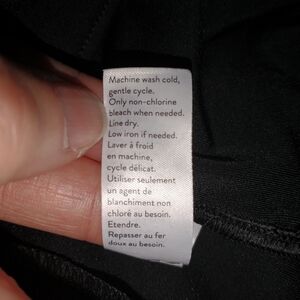 Machine wash cold,
gentle cycle.
Only non-chlorine
bleach when needed.
Line dry.
Low iron if needed.
Laver à froid
en machine,
cycle délicat.
Utiliser seulement
un agent de
blanchiment non
chloré au besoin.
Étendre.
Repasser au fer
doux au besoin.